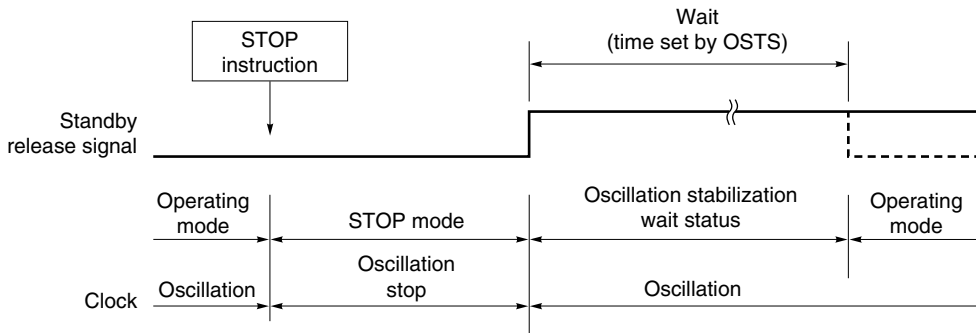 Wait
(time set by OSTS)
STOP
instruction
Standby
release signal
Operating
mode
STOP mode
Oscillation stabilization
wait status
Operating
mode
Clock
Oscillation
Oscillation
stop
Oscillation